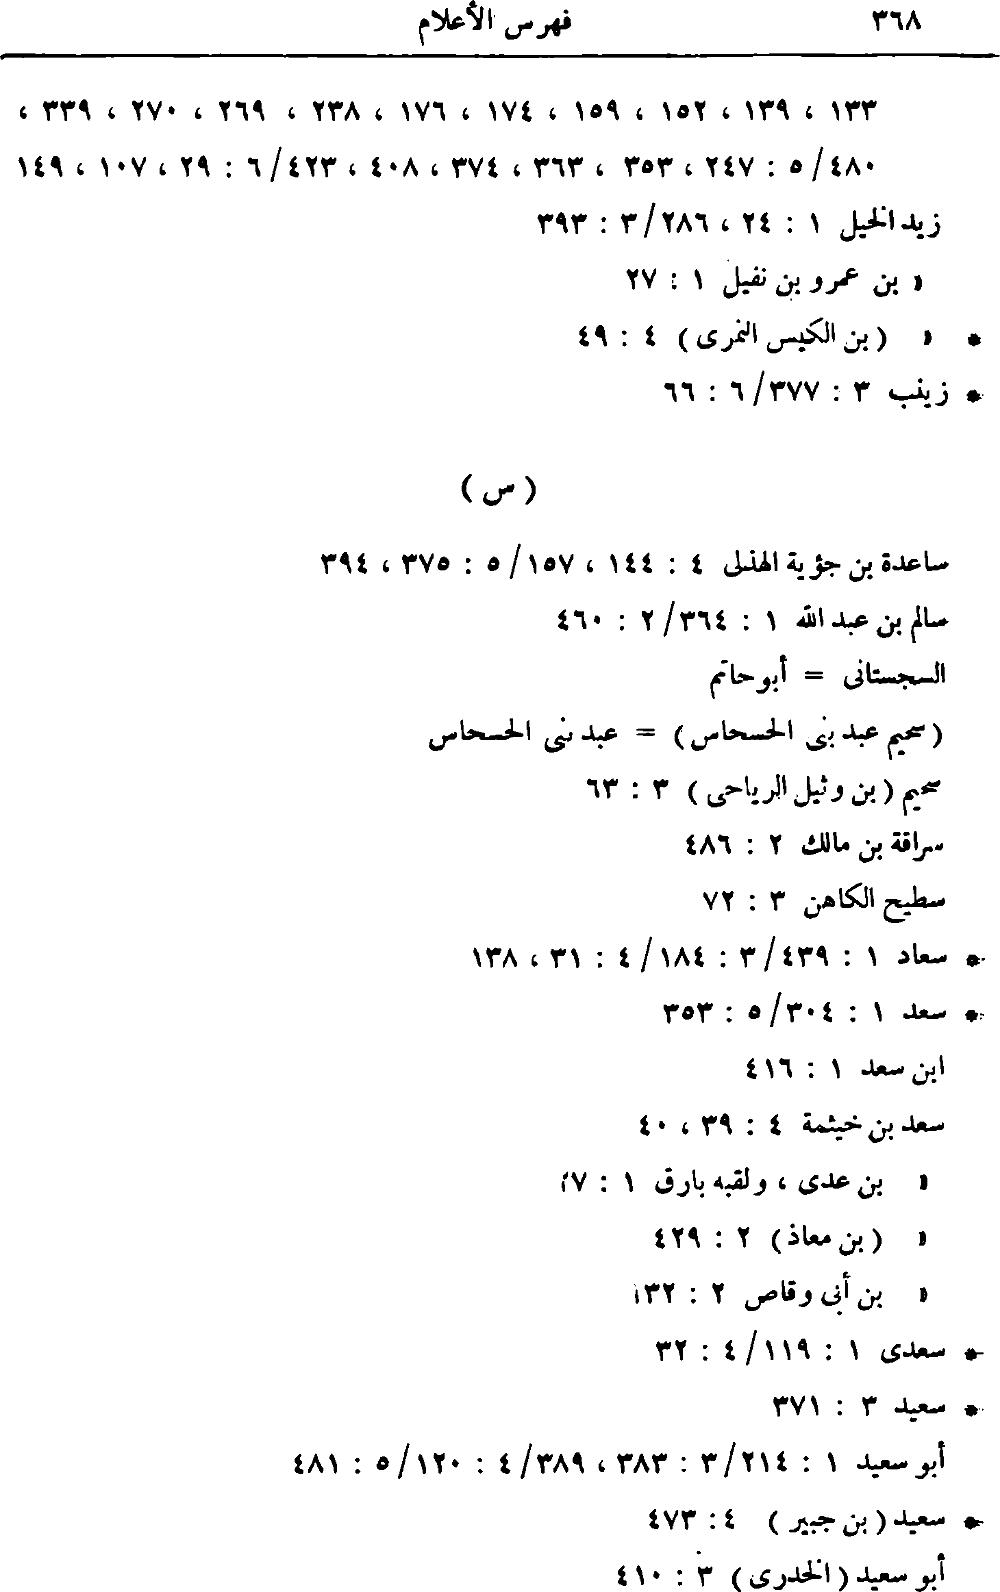 ٣٦٨ فهرس الأعلام
١٣٣ ، ١٣٩ ، ١٥٢ ، ١٥٩ ، ١٧٤ ، ١٧٦ ، ٢٣٨ ، ٢٦٩ ، ٢٧٠ ، ٣٣٩ ،
٤٨٠/٥ : ٢٤٧ ، ٣٥٣ ، ٣٦٣ ، ٣٧٤ ، ٤٠٨ ، ٤٢٣/٦ : ٢٩ ، ١٠٧ ، ١٤٩
زيد الخيل ١ : ٢٤ ، ٢٨٦/٣ : ٣٩٣
« بن عمرو بن نفيل ١ : ٢٧
* « (بن الكيس النمرى) ٤ : ٤٩
* زينب ٣ : ٣٧٧/٦ : ٦٦
( س )
ساعدة بن جؤية الهذلى ٤ : ١٤٤ ، ١٥٧/٥ : ٣٧٥ ، ٣٩٤
سالم بن عبد الله ١ : ٣٦٤/٢ : ٤٦٠
السجستانى = أبو حاتم
(سحيم عبد بنى الحسحاس) = عبد بنى الحسحاس
سحيم (بن وثيل الرياحى) ٣ : ٦٣
سراقة بن مالك ٢ : ٤٨٦
سطيح الكاهن ٣ : ٧٢
* سعاد ١ : ٤٣٩/٣ : ١٨٤/٤ : ٣١ ، ١٣٨
* سعد ١ : ٣٠٤/٥ : ٣٥٣
ابن سعد ١ : ٤١٦
سعد بن خيثمة ٤ : ٣٩ ، ٤٠
« بن عدى ، ولقبه بارق ١ :
« (بن معاذ) ٢ : ٤٢٩
« بن أبى وقاص ٢ : ١٣٢
* سعدى ١ : ١١٩/٤ : ٣٢
* سعيد ٣ : ٣٧١
أبو سعيد ١ : ٢١٤/٣ : ٣٨٣ ، ٣٨٩/٤ : ١٢٠/٥ : ٤٨١
* سعيد (بن جبير) ٤ : ٤٧٣
أبو سعيد (الخدرى) ٣ : ٤١٠